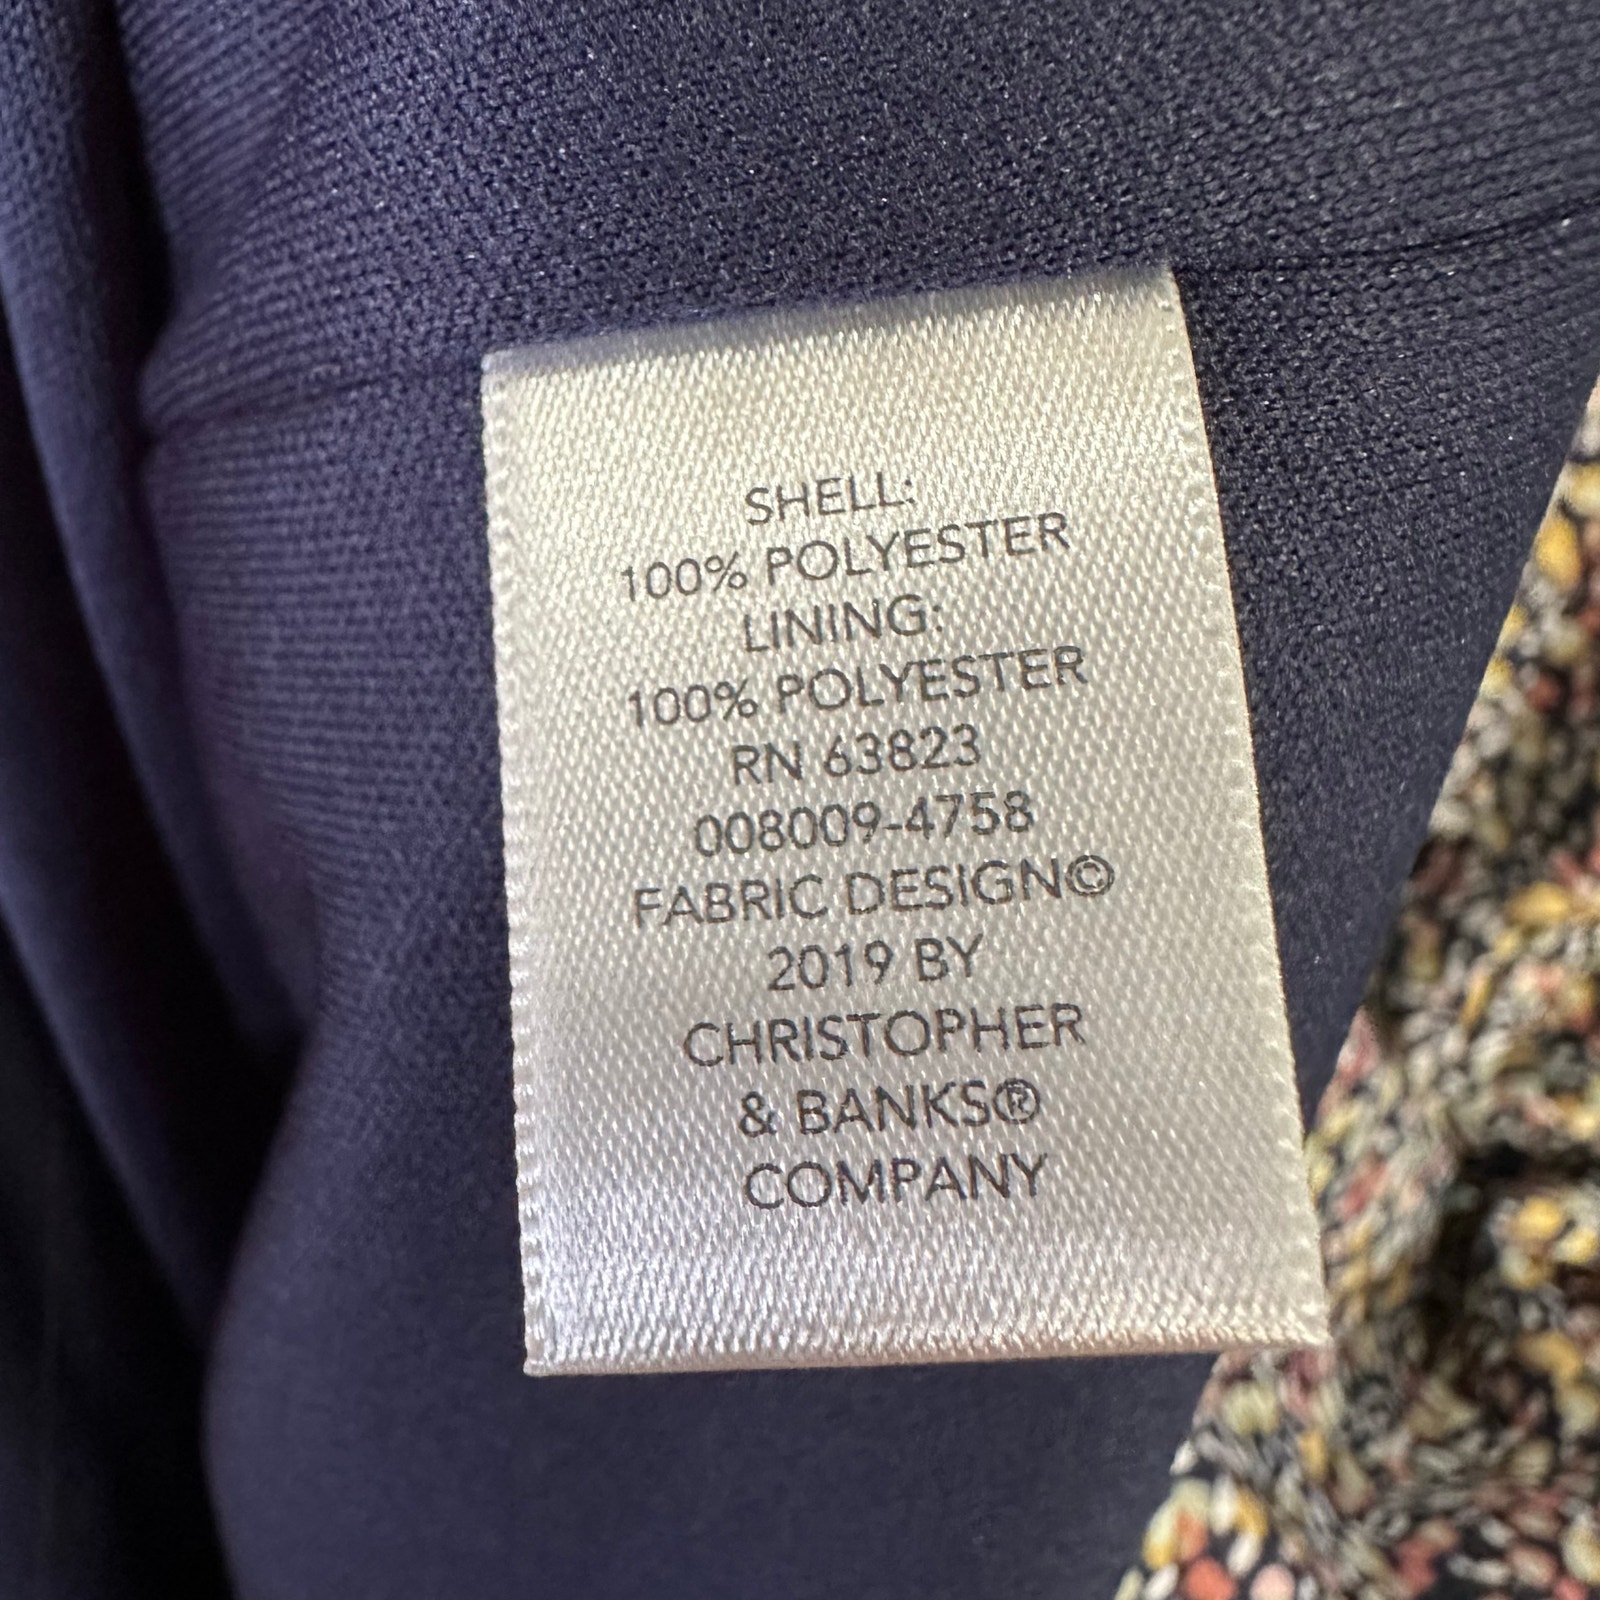 SHELL:
100% POLYESTER
LINING:
100% POLYESTER
RN 63823
008009-4758
FABRIC DESIGN©
2019 BY
CHRISTOPHER
& BANKS®
COMPANY